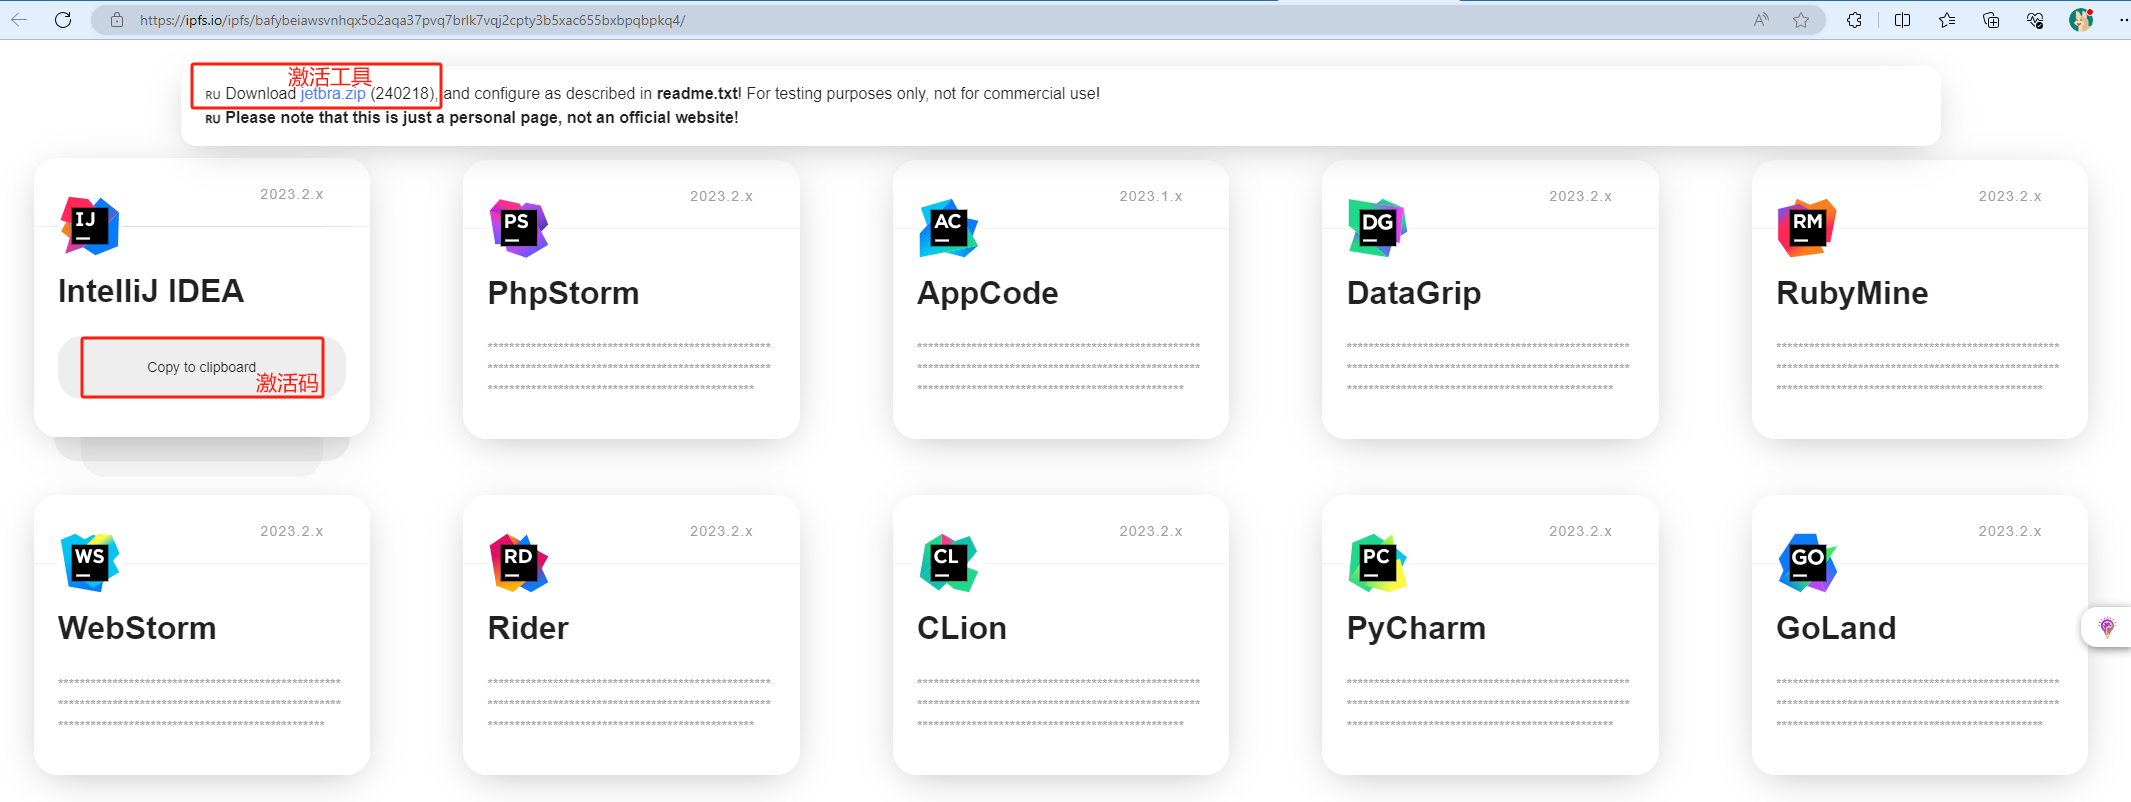 https://ipfs.io/ipfs/bafybeiawsvnhqx5o2aqa37pvq7brlk7vqj2cpty3b5xac655bxbpqbpkq4/
激活工具
RU Download jetbra.zip (240218), and configure as described in readme.txt! For testing purposes only, not for commercial use!
RU Please note that this is just a personal page, not an official website!
2023.2.x
2023.2.x
2023.1.x
2023.2.x
2023.2.x
IJ
PS
AC
DG
RM
IntelliJ IDEA
PhpStorm
AppCode
DataGrip
RubyMine
Copy to clipboard
激活码
2023.2.x
2023.2.x
2023.2.x
2023.2.x
2023.2.x
WS
RD
CL
PC
GO
WebStorm
Rider
CLion
PyCharm
GoLand